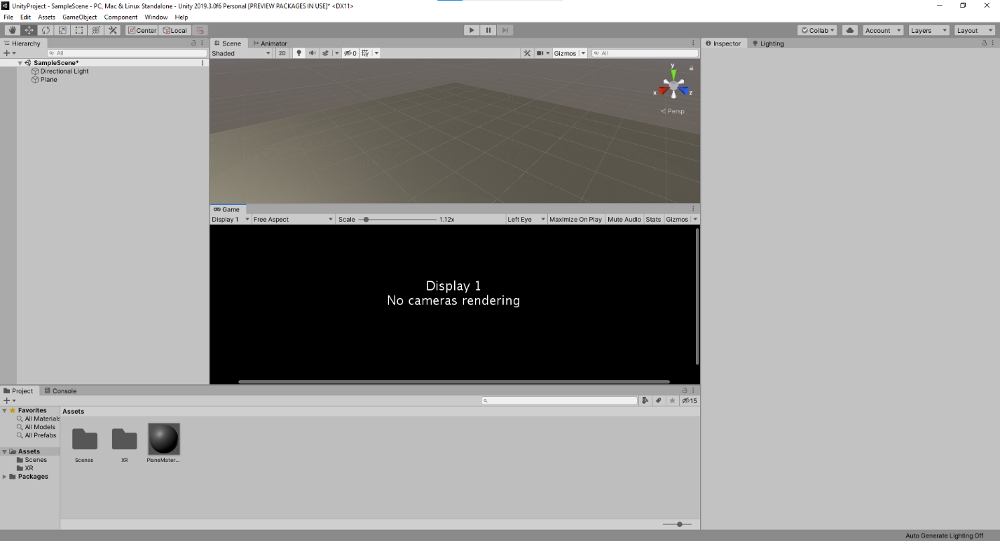 UnityProject - SampleScene - PC, Mac & Linux Standalone - Unity 2019.3.0f6 Personal [PREVIEW PACKAGES IN USE]* <DX11>
File Edit Assets GameObject Component Window Help
Center Local Collab Account Layers Layout
Hierarchy
All
SampleScene*
Directional Light
Plane
Scene Animator
Shaded 2D 0 Gizmos All
y
x z
Persp
Game
Display 1 Free Aspect Scale 1.12x Left Eye Maximize On Play Mute Audio Stats Gizmos
Display 1
No cameras rendering
Inspector Lighting
Project Console
15
Favorites
All Materials
All Models
All Prefabs
Assets
Scenes
XR
Packages
Assets
Scenes XR PlaneMater...
Auto Generate Lighting Off